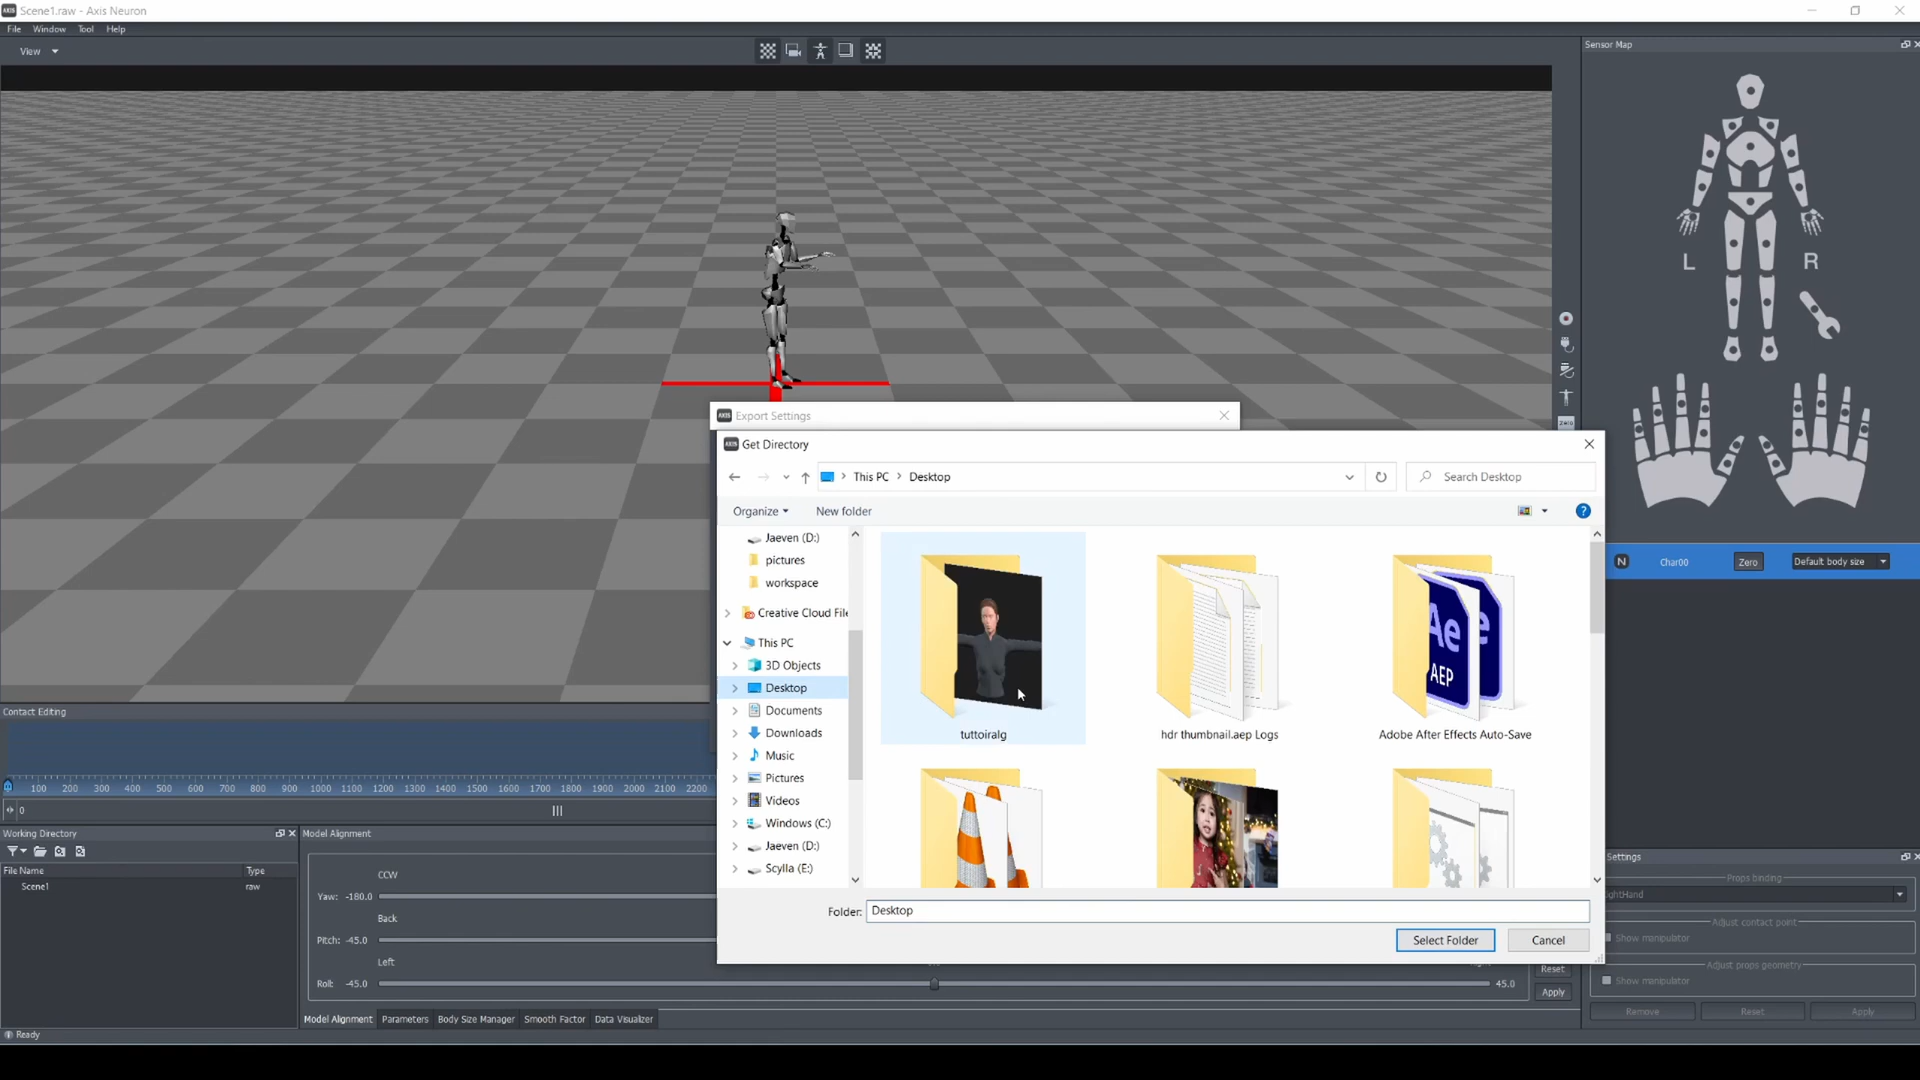 Scene1.raw - Axis Neuron
File Window Tool Help
View
Sensor Map
L R
N Char00 Zero Default body size
Export Settings
Get Directory
This PC > Desktop
Search Desktop
Organize New folder
Jaeven (D:)
pictures
workspace
Creative Cloud File
This PC
3D Objects
Desktop
Documents
Downloads
Music
Pictures
Videos
Windows (C:)
Jaeven (D:)
Scylla (E:)
tuttoiralg
hdr thumbnail.aep Logs
Adobe After Effects Auto-Save
Ae
AEP
Folder: Desktop
Select Folder Cancel
Contact Editing
100 200 300 400 500 600 700 800 900 1000 1100 1200 1300 1400 1500 1600 1700 1800 1900 2000 2100 2200
0
Working Directory
File Name Type
Scene1 raw
Model Alignment
CCW
Yaw: -180.0
Back
Pitch: -45.0
Left
Roll: -45.0 45.0
Reset
Apply
Model Alignment Parameters Body Size Manager Smooth Factor Data Visualizer
Settings
Props binding
Adjust contact point
Show manipulator
Adjust props geometry
Show manipulator
Remove Reset Apply
Ready